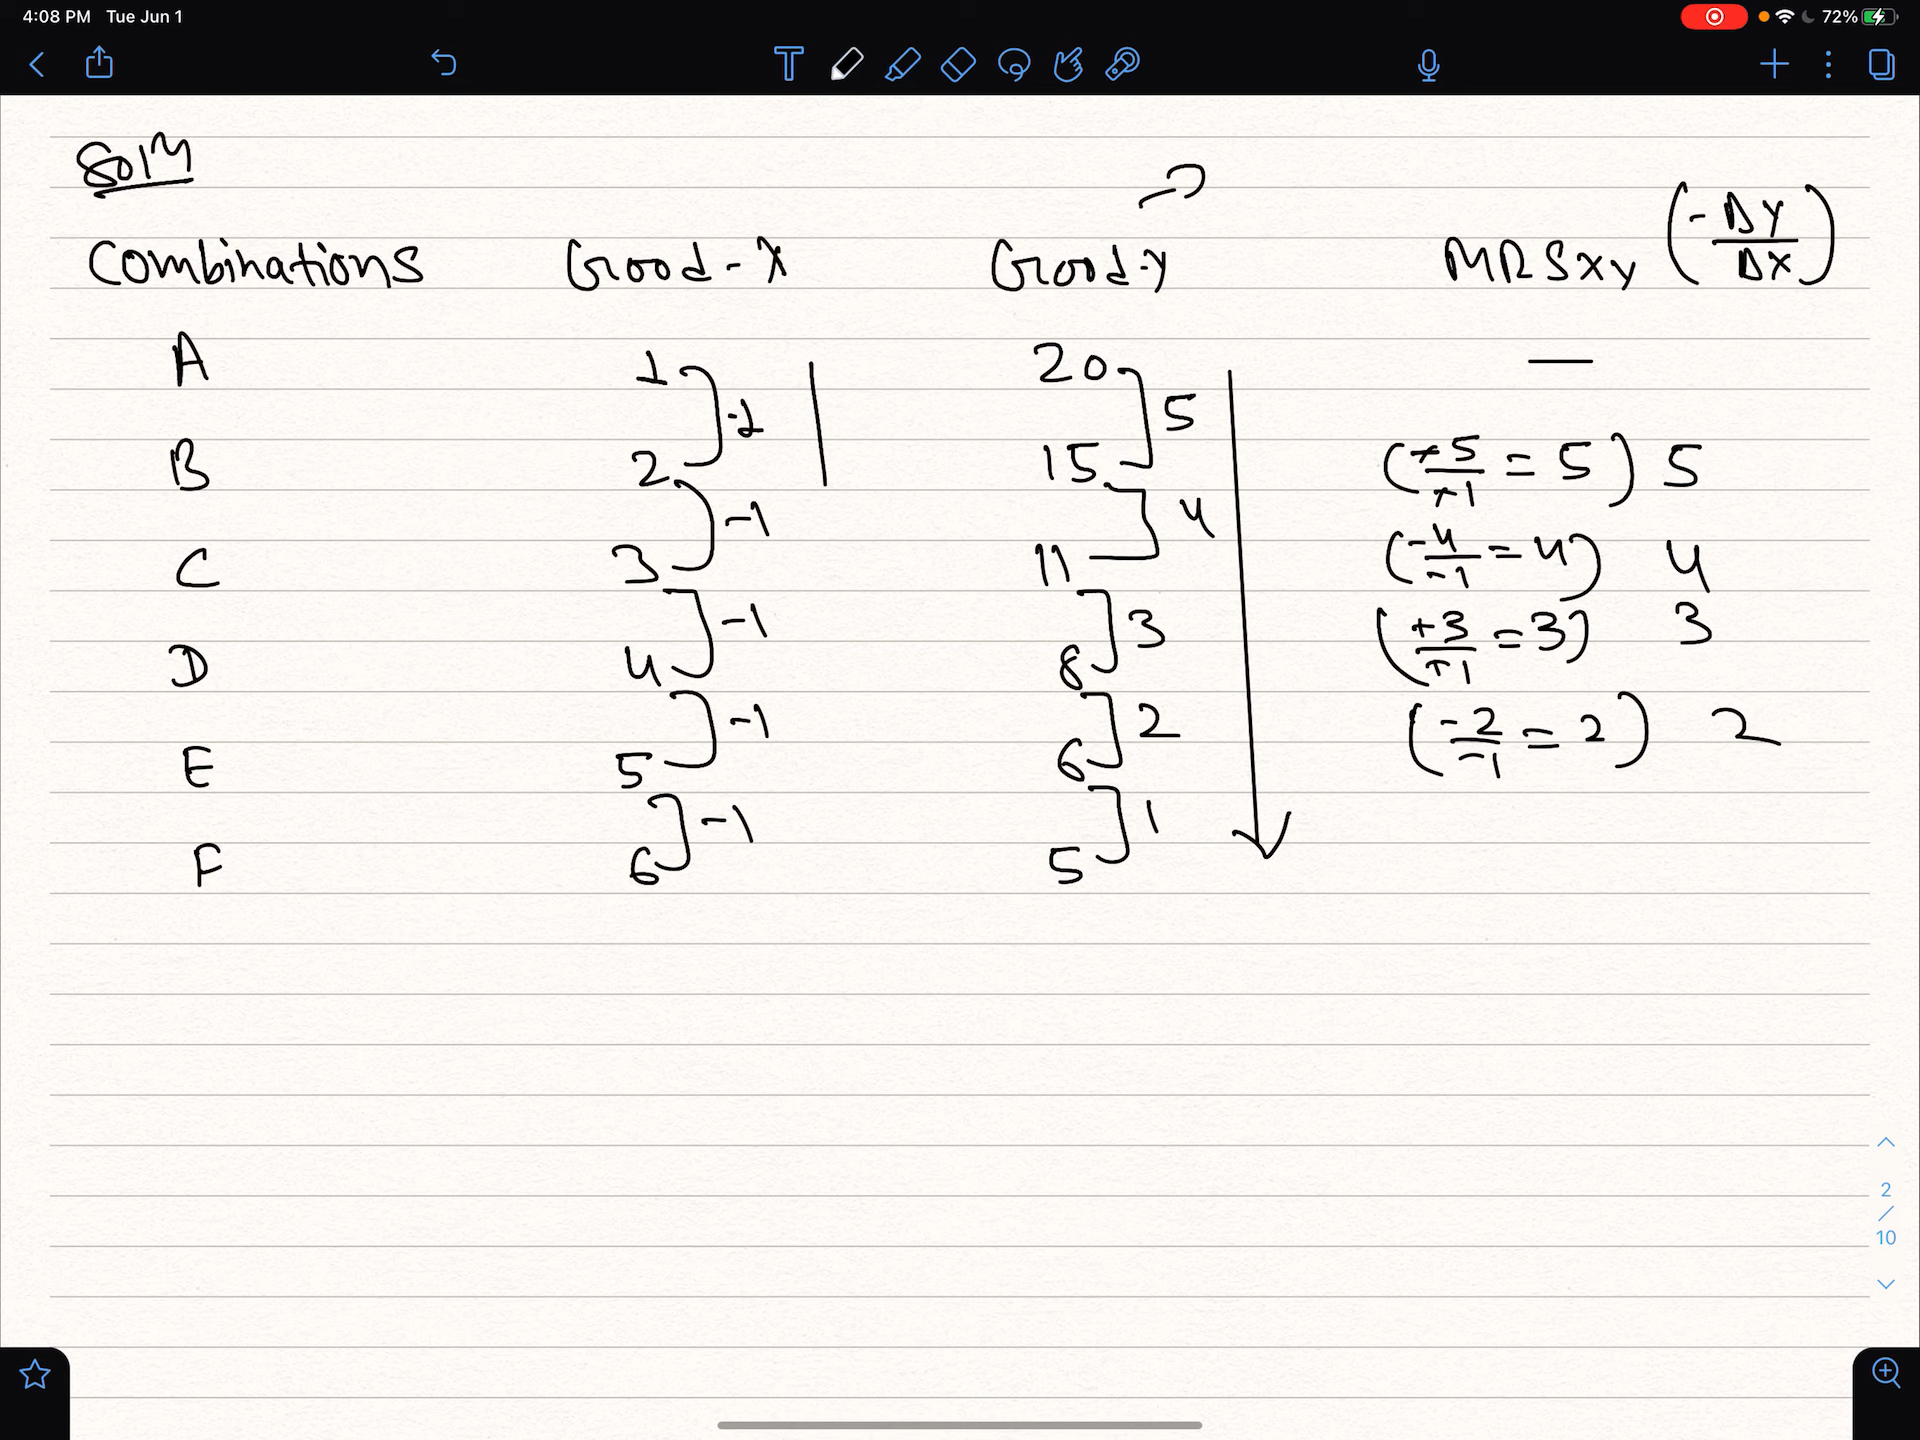 4:08 PM Tue Jun 1
72%
Soln
Combinations Good-X Good-Y MRSxy (-ΔY/ΔX)
A 1 20 —
-1 5
B 2 15 (+5/+1 = 5) 5
-1 4
C 3 11 (-4/-1 = 4) 4
-1 3
D 4 8 (+3/+1 = 3) 3
-1 2
E 5 6 (-2/-1 = 2) 2
-1 1
F 6 5
2
/
10